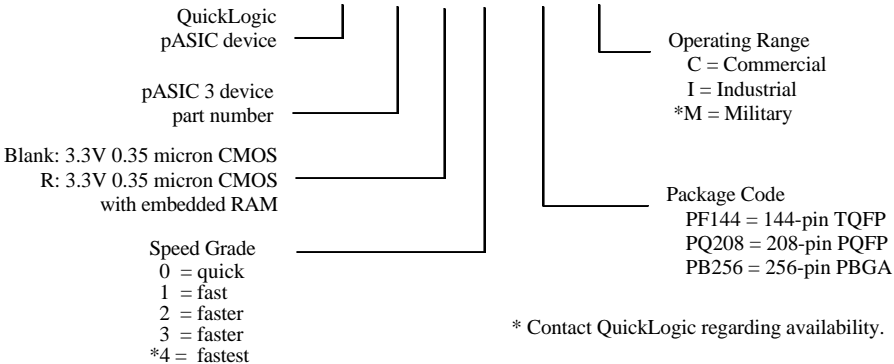 QuickLogic
pASIC device
pASIC 3 device
part number
Blank: 3.3V 0.35 micron CMOS
R: 3.3V 0.35 micron CMOS
with embedded RAM
Speed Grade
0 = quick
1 = fast
2 = faster
3 = faster
*4 = fastest
Operating Range
C = Commercial
I = Industrial
*M = Military
Package Code
PF144 = 144-pin TQFP
PQ208 = 208-pin PQFP
PB256 = 256-pin PBGA
* Contact QuickLogic regarding availability.